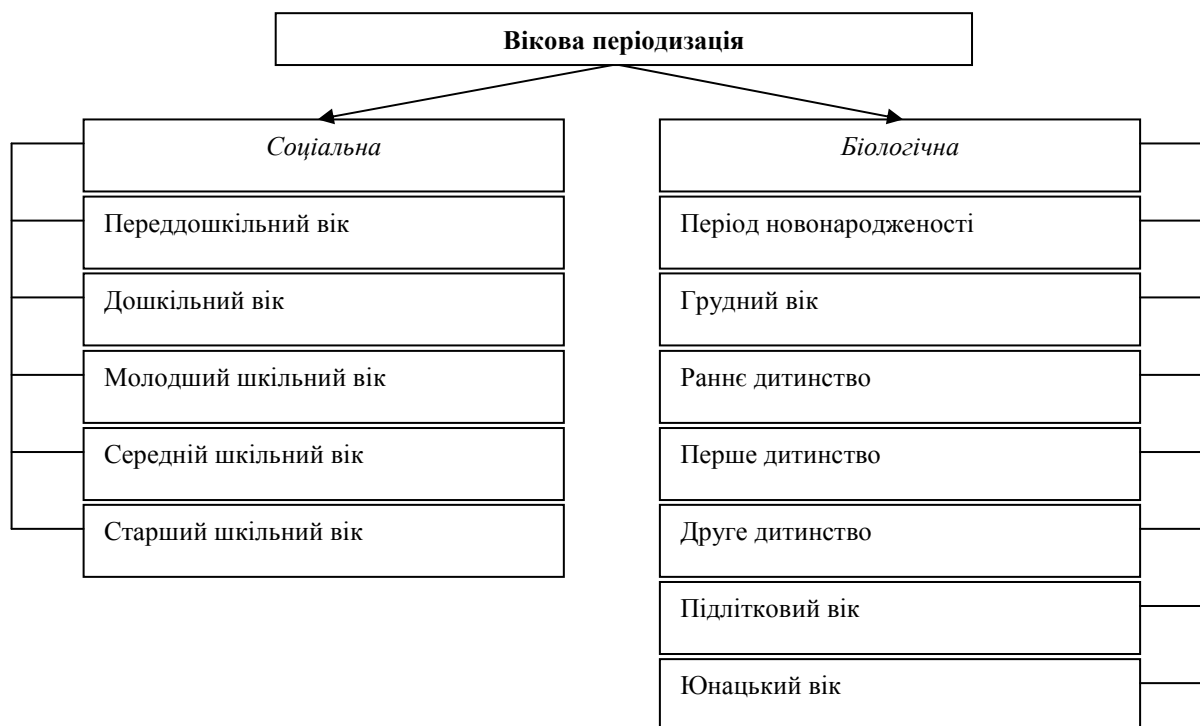 Вікова періодизація
Соціальна
Переддошкільний вік
Дошкільний вік
Молодший шкільний вік
Середній шкільний вік
Старший шкільний вік
Біологічна
Період новонародженості
Грудний вік
Раннє дитинство
Перше дитинство
Друге дитинство
Підлітковий вік
Юнацький вік